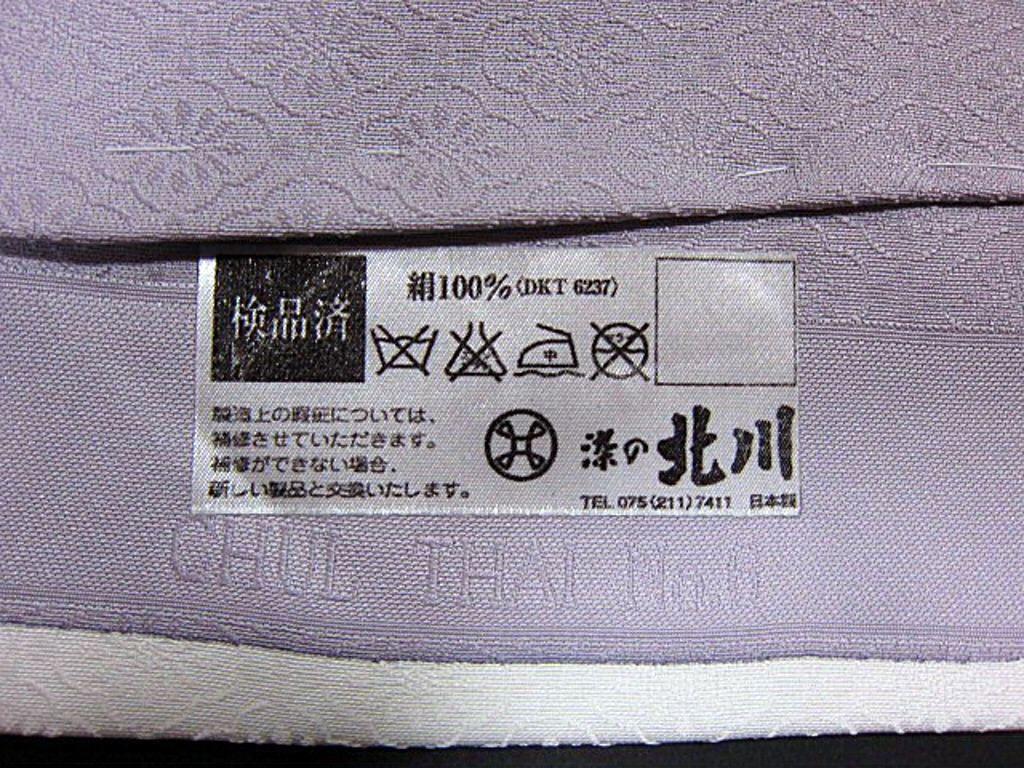 検品済
絹100%(DKT 6237)
中
製造上の瑕疵については、
補修させていただきます。
補修ができない場合、
新しい製品と交換いたします。
染の北川
TEL 075(211)7411 日本製